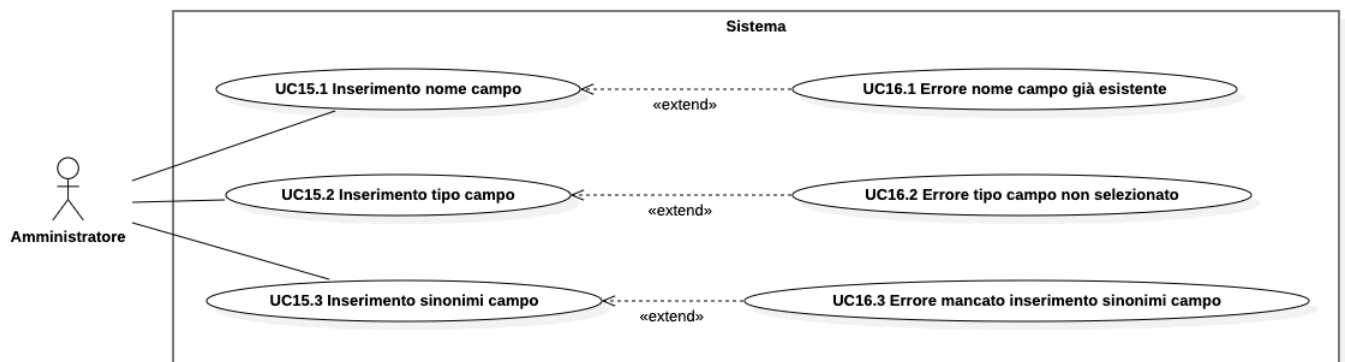 Sistema
UC15.1 Inserimento nome campo
UC16.1 Errore nome campo già esistente
«extend»
UC15.2 Inserimento tipo campo
UC16.2 Errore tipo campo non selezionato
«extend»
Amministratore
UC15.3 Inserimento sinonimi campo
UC16.3 Errore mancato inserimento sinonimi campo
«extend»